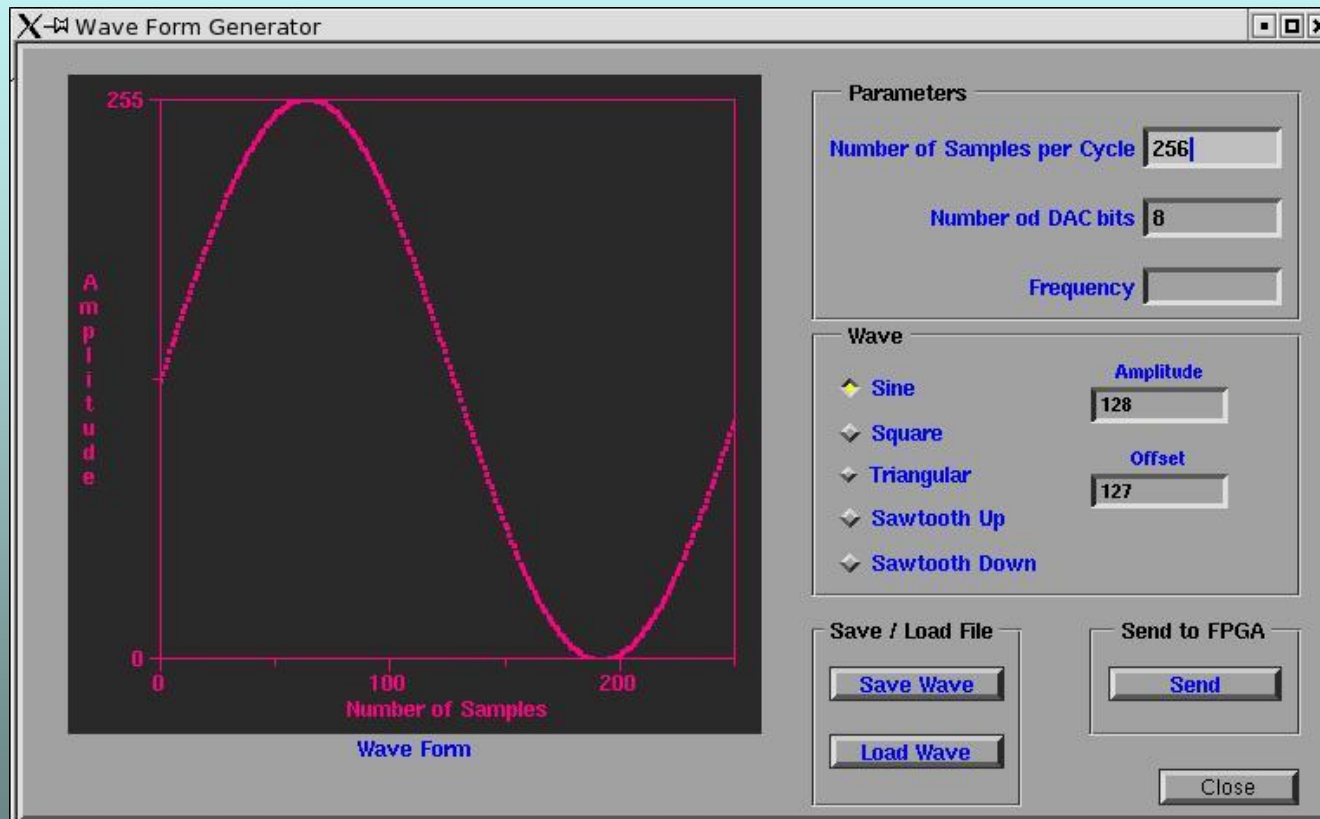 Wave Form Generator
255
Amplitude
0
0 100 200
Number of Samples
Wave Form
Parameters
Number of Samples per Cycle 256
Number od DAC bits 8
Frequency
Wave
Sine
Square
Triangular
Sawtooth Up
Sawtooth Down
Amplitude
128
Offset
127
Save / Load File
Save Wave
Load Wave
Send to FPGA
Send
Close